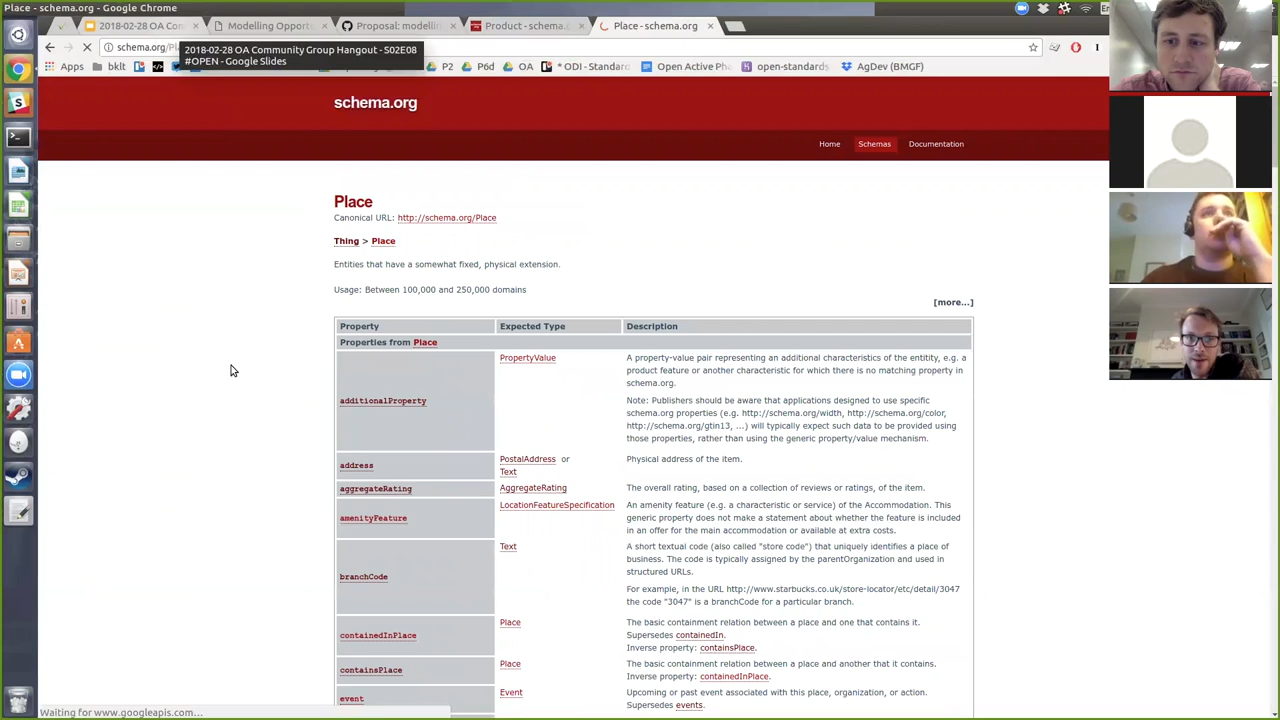 Place - schema.org - Google Chrome
2018-02-28 OA Comm
Modelling Opport
Proposal: modelli
Product - schema.o
Place - schema.org
schema.org/Pl
2018-02-28 OA Community Group Hangout - S02E08
#OPEN - Google Slides
Apps
bklt
P2
P4d
OA
* ODI - Standard
Open Active
open-standards
AgDev (BMGF)
schema.org
Home
Schemas
Documentation
Place
Canonical URL: http://schema.org/Place
Thing > Place
Entities that have a somewhat fixed, physical extension.
Usage: Between 100,000 and 250,000 domains
[more...]
Property Expected Type Description
Properties from Place
additionalProperty
PropertyValue
A property-value pair representing an additional characteristics of the entitity, e.g. a
product feature or another characteristic for which there is no matching property in
schema.org.
Note: Publishers should be aware that applications designed to use specific
schema.org properties (e.g. http://schema.org/width, http://schema.org/color,
http://schema.org/gtin13, ...) will typically expect such data to be provided using
those properties, rather than using the generic property/value mechanism.
address
PostalAddress or
Text
Physical address of the item.
aggregateRating
AggregateRating
The overall rating, based on a collection of reviews or ratings, of the item.
amenityFeature
LocationFeatureSpecification
An amenity feature (e.g. a characteristic or service) of the Accommodation. This
generic property does not make a statement about whether the feature is included
in an offer for the main accommodation or available at extra costs.
branchCode
Text
A short textual code (also called "store code") that uniquely identifies a place of
business. The code is typically assigned by the parentOrganization and used in
structured URLs.
For example, in the URL http://www.starbucks.co.uk/store-locator/etc/detail/3047
the code "3047" is a branchCode for a particular branch.
containedInPlace
Place
The basic containment relation between a place and one that contains it.
Supersedes containedIn.
Inverse property: containsPlace.
containsPlace
Place
The basic containment relation between a place and another that it contains.
Inverse property: containedInPlace.
event
Event
Upcoming or past event associated with this place, organization, or action.
Supersedes events.
Waiting for www.googleapis.com...